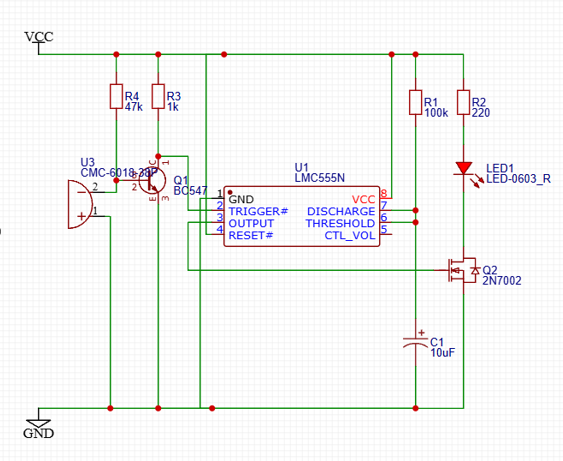 VCC
R4
47k
R3
1k
R1
100k
R2
220
U3
CMC-6018-38P
2
1
B
2
C
1
E
3
Q1
BC547
U1
LMC555N
LED1
LED-0603_R
1 GND VCC 8
2 TRIGGER# DISCHARGE 7
3 OUTPUT THRESHOLD 6
4 RESET# CTL_VOL 5
Q2
2N7002
C1
10uF
GND